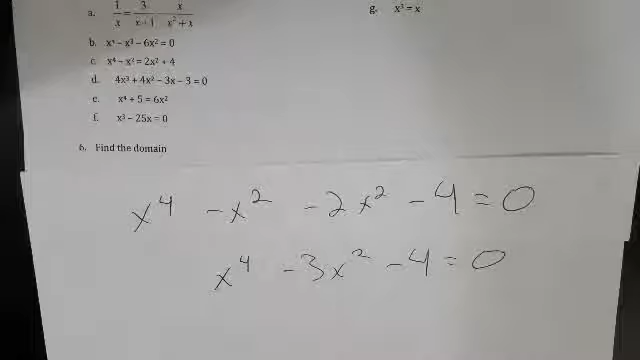 a. 1/x = 3/x+1 x/x²+x
g. x³ = x
b. x⁴ − x³ − 6x² = 0
c. x⁴ − x² = 2x² + 4
d. 4x³ + 4x² − 3x − 3 = 0
e. x⁴ + 5 = 6x²
f. x³ − 25x = 0
6. Find the domain
x⁴ − x² − 2x² − 4 = 0
x⁴ − 3x² − 4 = 0